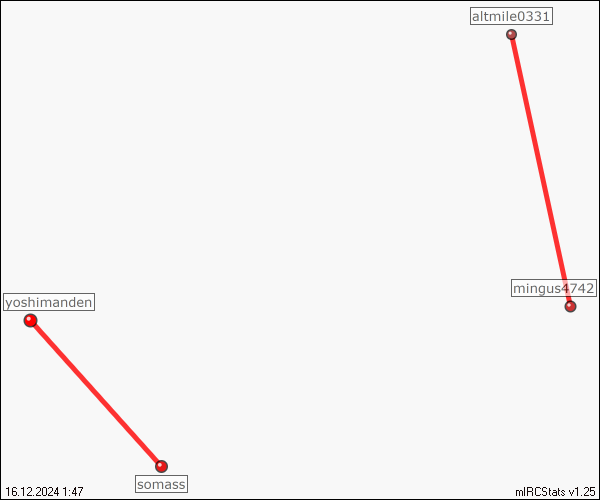 altmile0331
mingus4742
yoshimanden
somass
16.12.2024 1:47
mIRCStats v1.25